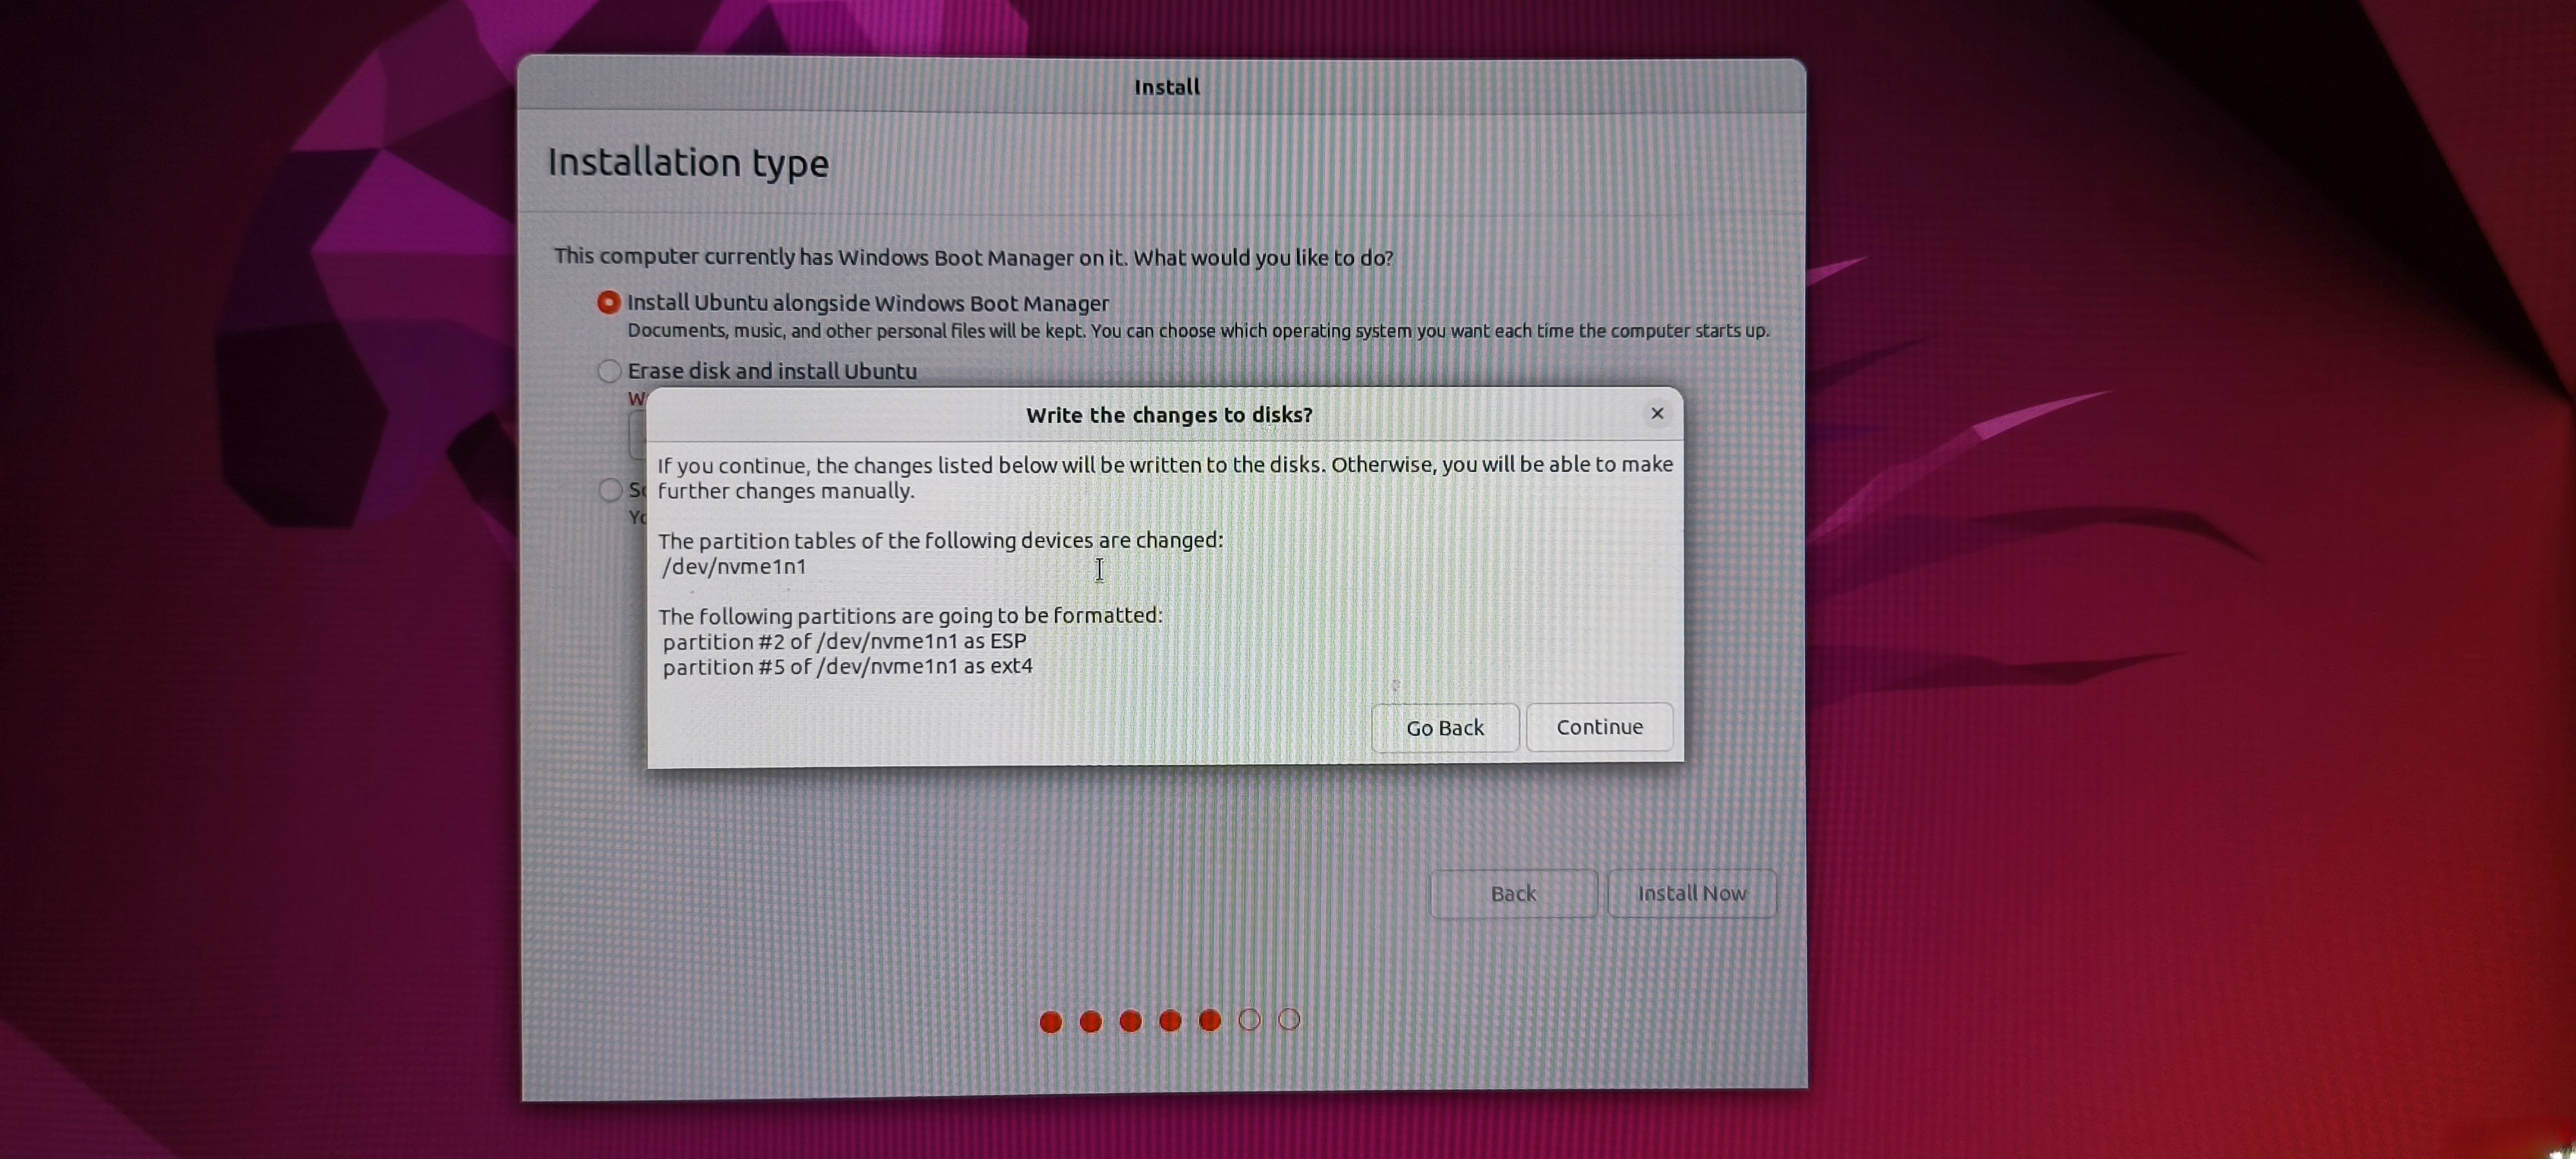 Install
Installation type
This computer currently has Windows Boot Manager on it. What would you like to do?
Install Ubuntu alongside Windows Boot Manager
Documents, music, and other personal files will be kept. You can choose which operating system you want each time the computer starts up.
Erase disk and install Ubuntu
Write the changes to disks?
If you continue, the changes listed below will be written to the disks. Otherwise, you will be able to make
further changes manually.
The partition tables of the following devices are changed:
/dev/nvme1n1
The following partitions are going to be formatted:
partition #2 of /dev/nvme1n1 as ESP
partition #5 of /dev/nvme1n1 as ext4
Go Back
Continue
Back
Install Now